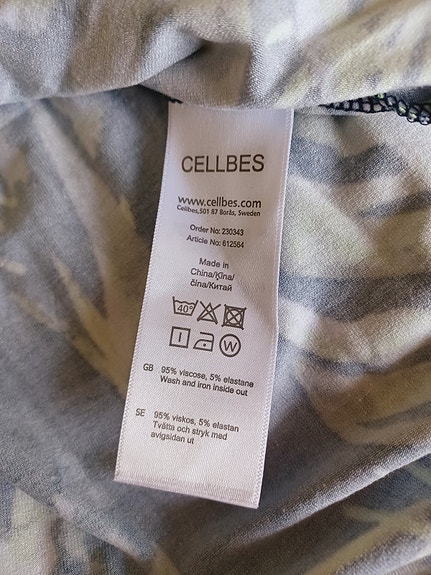 CELLBES
www.cellbes.com
Cellbes,501 87 Borås, Sweden
Order No: 230343
Article No: 612564
Made in
China/Ķīna/
čīna/Китай
40°
I W
GB 95% viscose, 5% elastane
Wash and iron inside out
SE 95% viskos, 5% elastan
Tvätta och stryk med
avigsidan ut